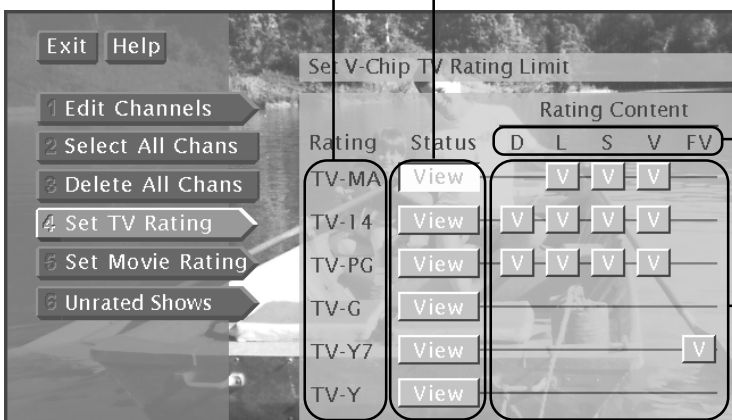 Exit Help
Set V-Chip TV Rating Limit
1 Edit Channels
2 Select All Chans
3 Delete All Chans
4 Set TV Rating
5 Set Movie Rating
6 Unrated Shows
Rating Content
Rating Status D L S V FV
TV-MA View V V V
TV-14 View V V V V
TV-PG View V V V V
TV-G View
TV-Y7 View V
TV-Y View